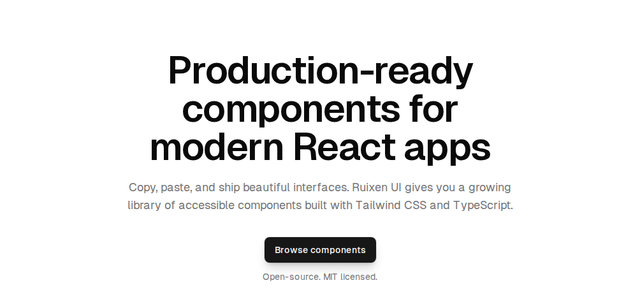 Production-ready
components for
modern React apps
Copy, paste, and ship beautiful interfaces. Ruixen UI gives you a growing
library of accessible components built with Tailwind CSS and TypeScript.
Browse components
Open-source. MIT licensed.